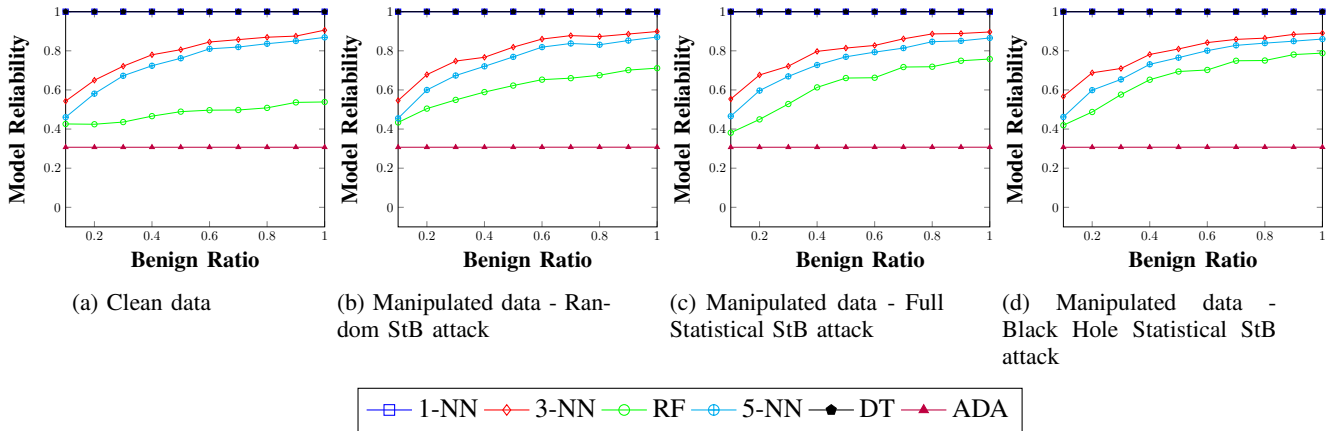 1
0.8
0.6
0.4
0.2
0
Model Reliability
0.2 0.4 0.6 0.8 1
Benign Ratio
(a) Clean data
1
0.8
0.6
0.4
0.2
0
Model Reliability
0.2 0.4 0.6 0.8 1
Benign Ratio
(b) Manipulated data - Ran-
dom StB attack
1
0.8
0.6
0.4
0.2
0
Model Reliability
0.2 0.4 0.6 0.8 1
Benign Ratio
(c) Manipulated data - Full
Statistical StB attack
1
0.8
0.6
0.4
0.2
0
Model Reliability
0.2 0.4 0.6 0.8 1
Benign Ratio
(d) Manipulated data -
Black Hole Statistical StB
attack
1-NN 3-NN RF 5-NN DT ADA